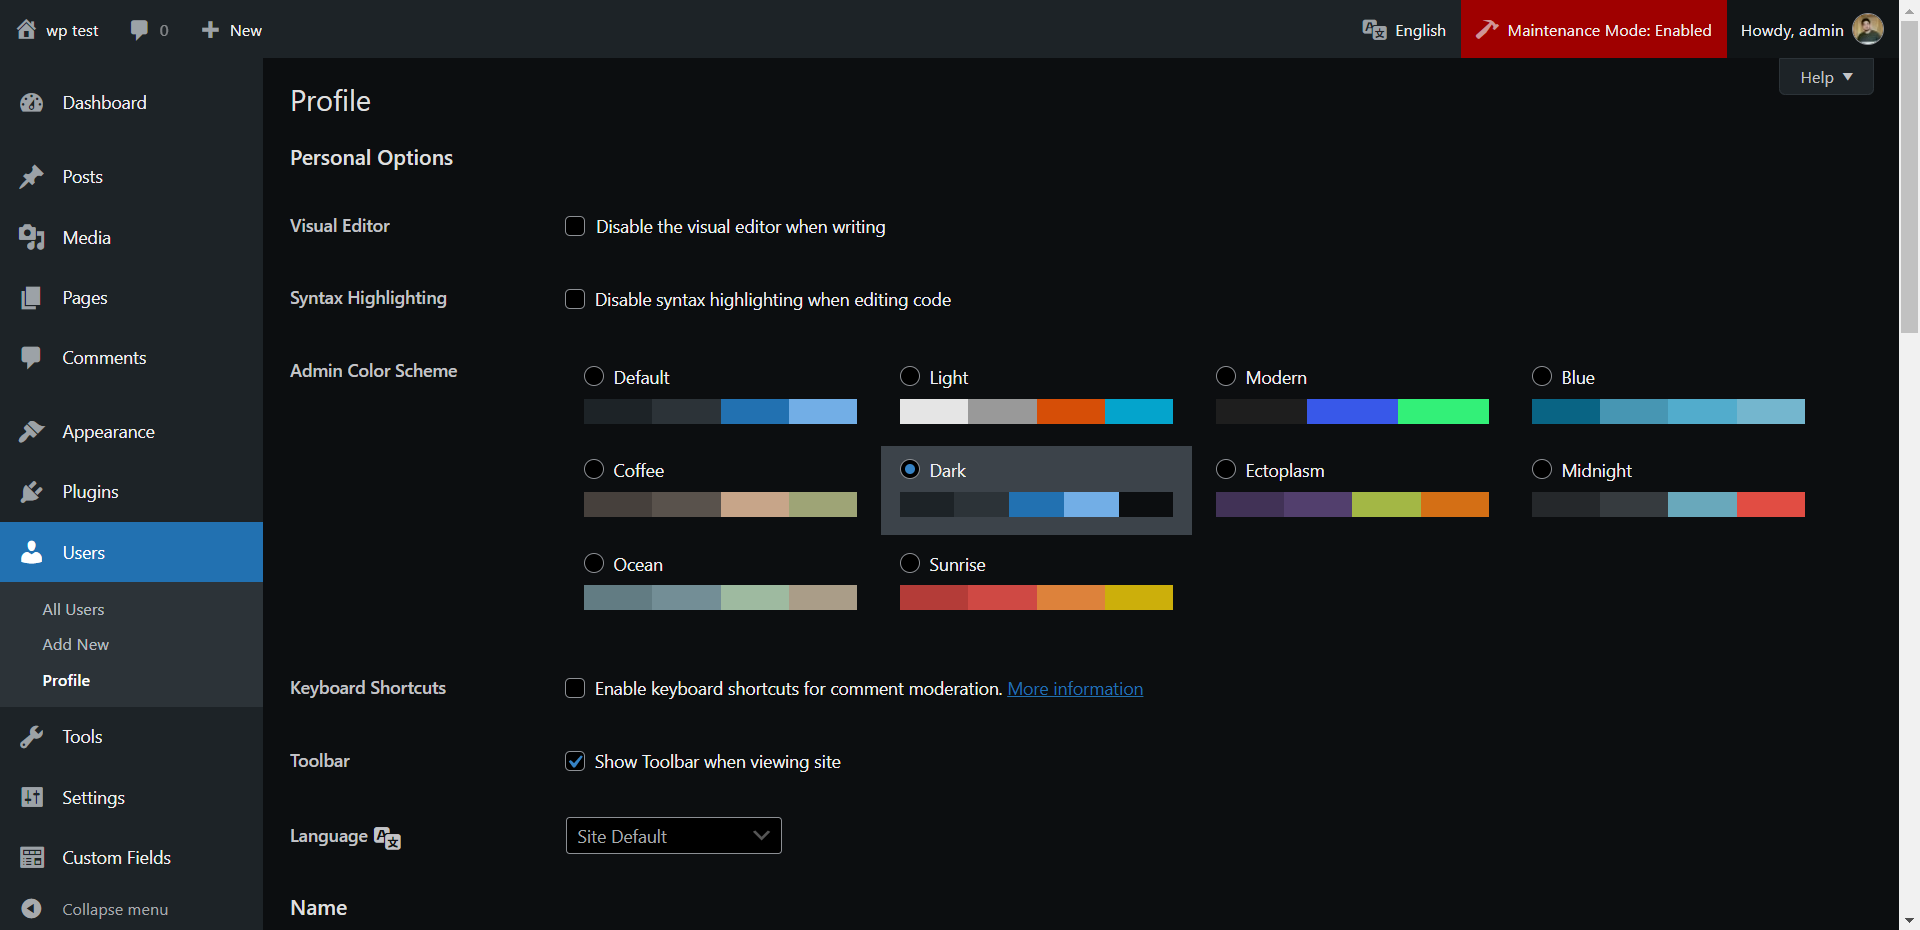 wp test
0
New
English
Maintenance Mode: Enabled
Howdy, admin
Help
Dashboard
Posts
Media
Pages
Comments
Appearance
Plugins
Users
All Users
Add New
Profile
Tools
Settings
Custom Fields
Collapse menu
Profile
Personal Options
Visual Editor
Disable the visual editor when writing
Syntax Highlighting
Disable syntax highlighting when editing code
Admin Color Scheme
Default
Light
Modern
Blue
Coffee
Dark
Ectoplasm
Midnight
Ocean
Sunrise
Keyboard Shortcuts
Enable keyboard shortcuts for comment moderation. More information
Toolbar
Show Toolbar when viewing site
Language
Site Default
Name